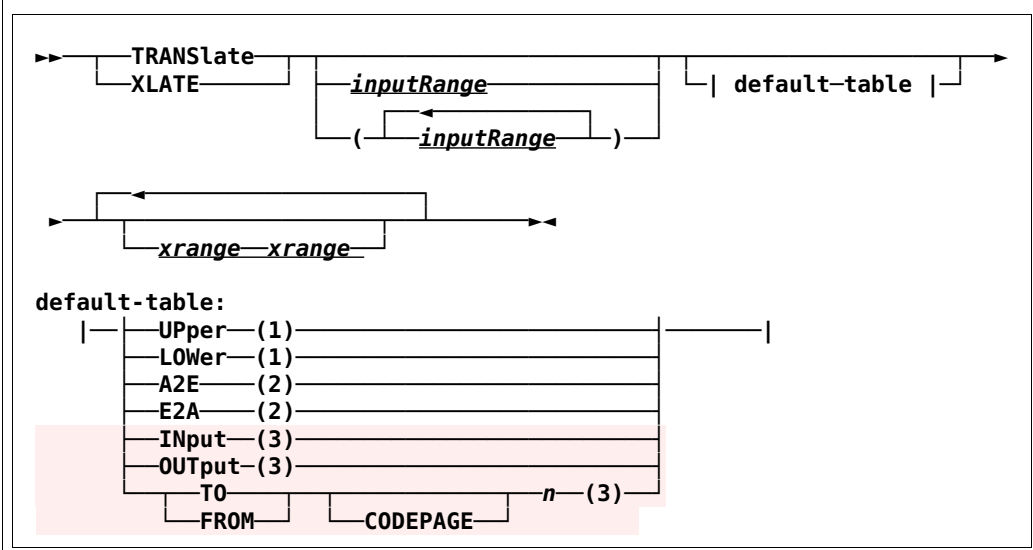 TRANSlate
XLATE inputRange | default-table |
( inputRange )
xrange xrange
default-table:
| UPper (1) |
LOWer (1)
A2E (2)
E2A (2)
INput (3)
OUTput (3)
TO n (3)
FROM CODEPAGE